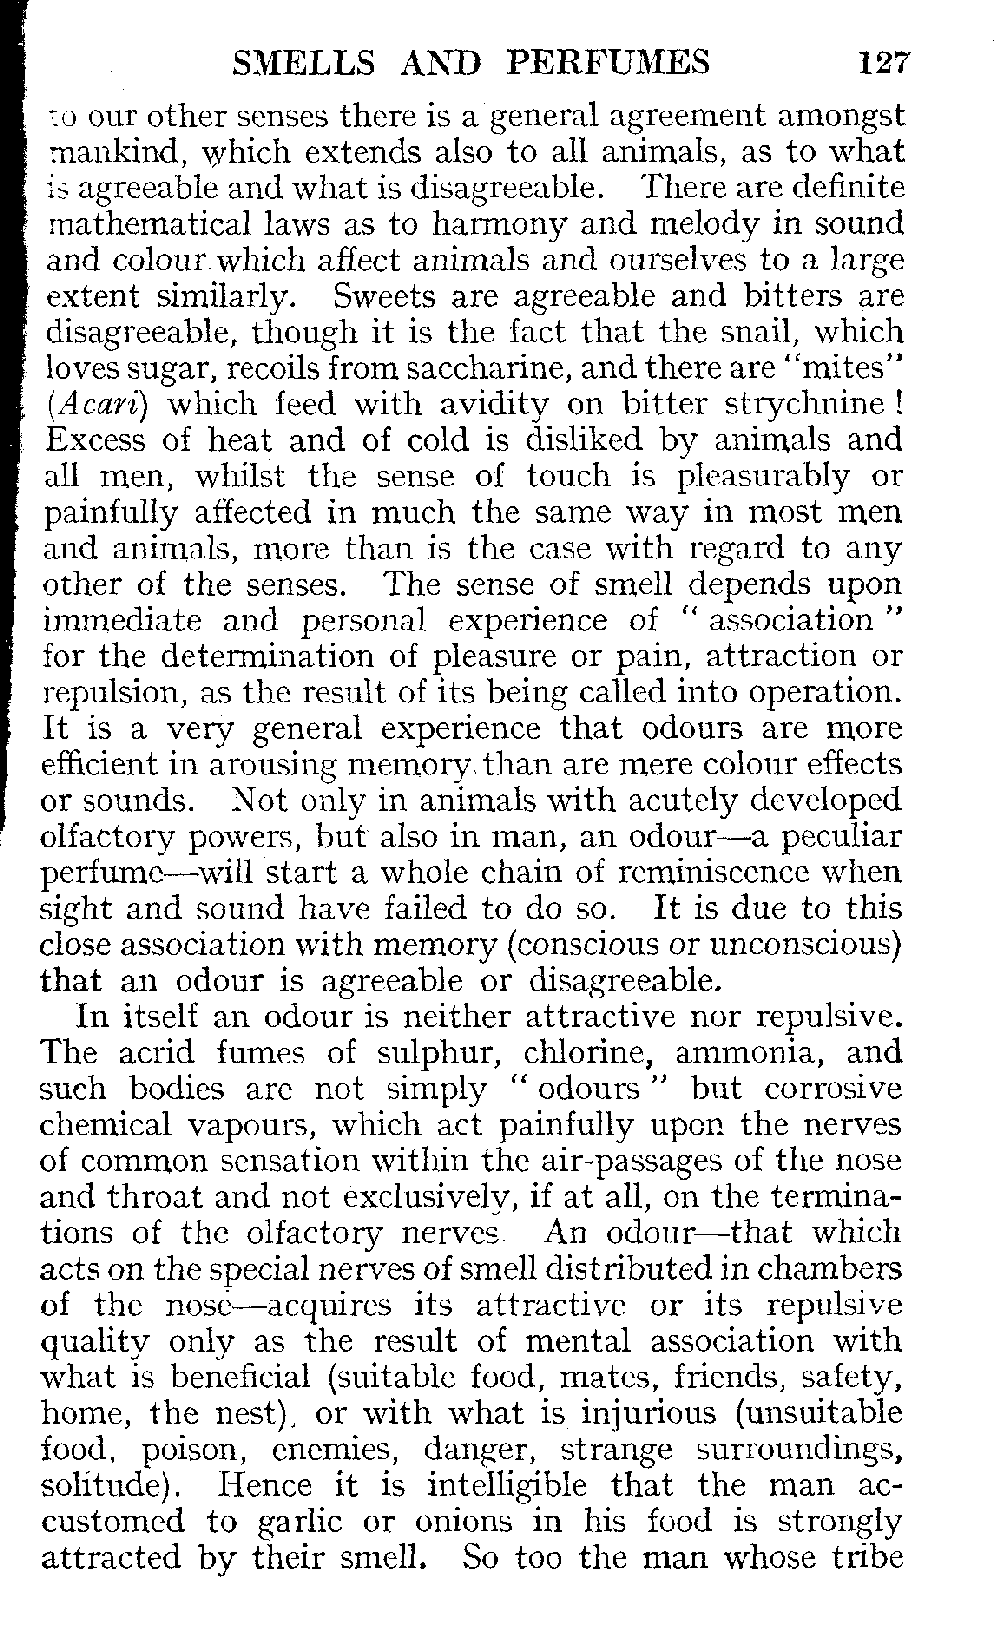 SMELLS AND PERFUMES 127
to our other senses there is a general agreement amongst
mankind, which extends also to all animals, as to what
is agreeable and what is disagreeable. There are definite
mathematical laws as to harmony and melody in sound
and colour which affect animals and ourselves to a large
extent similarly. Sweets are agreeable and bitters are
disagreeable, though it is the fact that the snail, which
loves sugar, recoils from saccharine, and there are "mites"
(Acari) which feed with avidity on bitter strychnine !
Excess of heat and of cold is disliked by animals and
all men, whilst the sense of touch is pleasurably or
painfully affected in much the same way in most men
and animals, more than is the case with regard to any
other of the senses. The sense of smell depends upon
immediate and personal experience of " association "
for the determination of pleasure or pain, attraction or
repulsion, as the result of its being called into operation.
It is a very general experience that odours are more
efficient in arousing memory than are mere colour effects
or sounds. Not only in animals with acutely developed
olfactory powers, but also in man, an odour—a peculiar
perfume—will start a whole chain of reminiscence when
sight and sound have failed to do so. It is due to this
close association with memory (conscious or unconscious)
that an odour is agreeable or disagreeable.
In itself an odour is neither attractive nor repulsive.
The acrid fumes of sulphur, chlorine, ammonia, and
such bodies are not simply " odours " but corrosive
chemical vapours, which act painfully upon the nerves
of common sensation within the air-passages of the nose
and throat and not exclusively, if at all, on the termina-
tions of the olfactory nerves. An odour—that which
acts on the special nerves of smell distributed in chambers
of the nose—acquires its attractive or its repulsive
quality only as the result of mental association with
what is beneficial (suitable food, mates, friends, safety,
home, the nest), or with what is injurious (unsuitable
food, poison, enemies, danger, strange surroundings,
solitude). Hence it is intelligible that the man ac-
customed to garlic or onions in his food is strongly
attracted by their smell. So too the man whose tribe